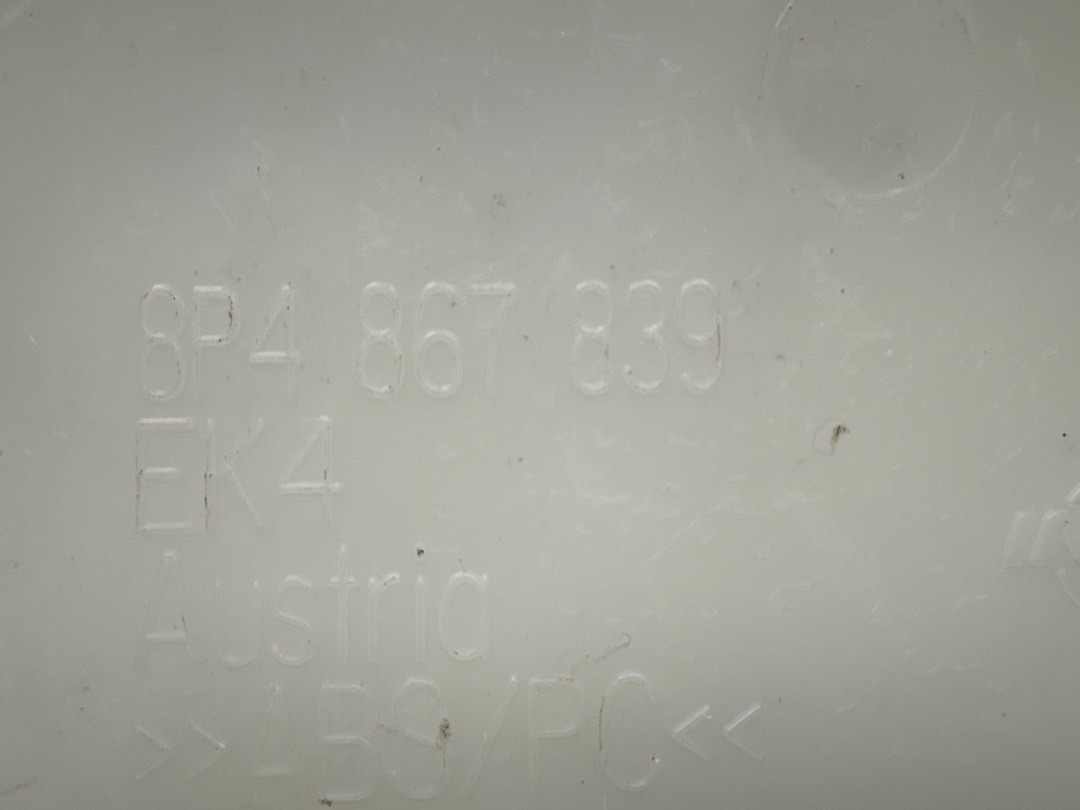 8P4 867 839
EK4
Austria
>>ABS/PC<<